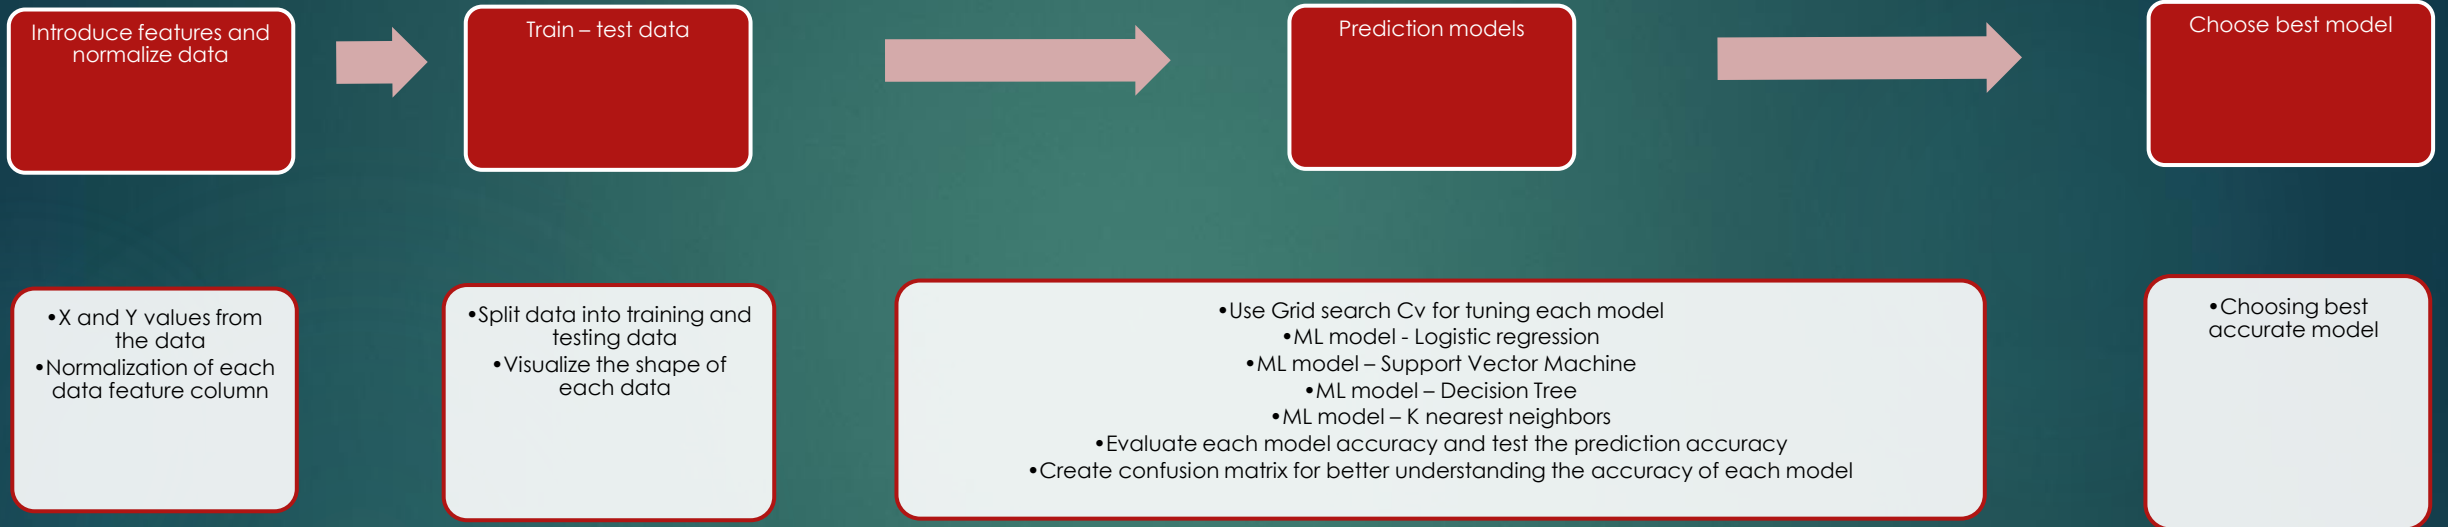 Introduce features and
normalize data
Train – test data
Prediction models
Choose best model
•X and Y values from
the data
•Normalization of each
data feature column
•Split data into training and
testing data
•Visualize the shape of
each data
•Use Grid search Cv for tuning each model
•ML model - Logistic regression
•ML model – Support Vector Machine
•ML model – Decision Tree
•ML model – K nearest neighbors
•Evaluate each model accuracy and test the prediction accuracy
•Create confusion matrix for better understanding the accuracy of each model
•Choosing best
accurate model